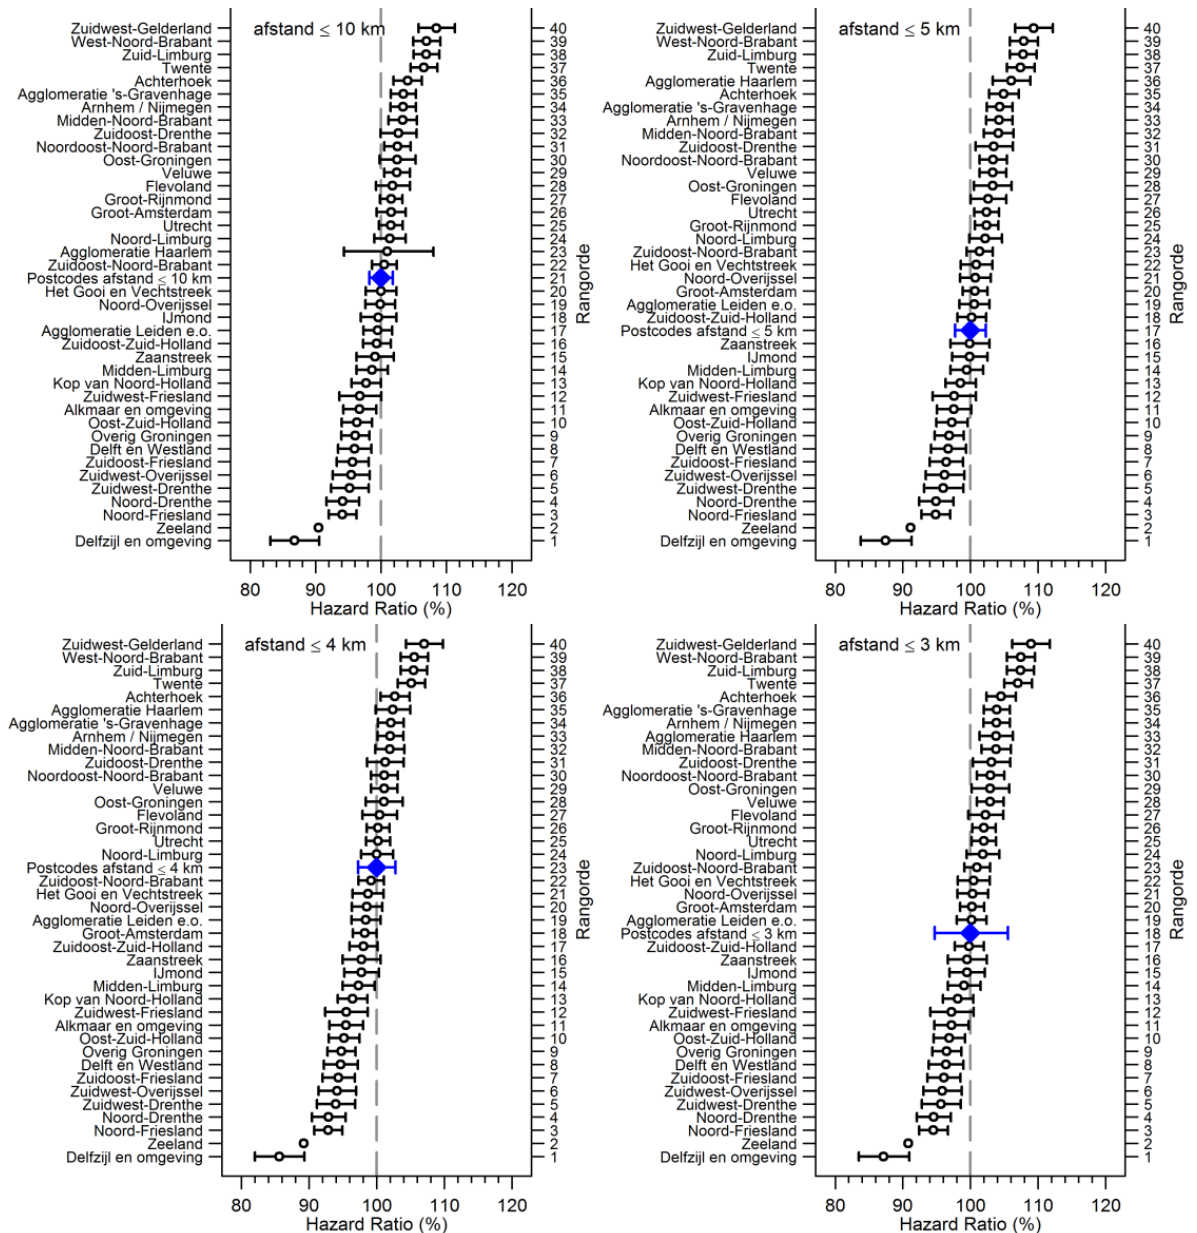 afstand ≤ 10 km
Zuidwest-Gelderland 40
West-Noord-Brabant 39
Zuid-Limburg 38
Twente 37
Achterhoek 36
Agglomeratie 's-Gravenhage 35
Arnhem / Nijmegen 34
Midden-Noord-Brabant 33
Zuidoost-Drenthe 32
Noordoost-Noord-Brabant 31
Oost-Groningen 30
Veluwe 29
Flevoland 28
Groot-Rijnmond 27
Groot-Amsterdam 26
Utrecht 25
Noord-Limburg 24
Agglomeratie Haarlem 23
Zuidoost-Noord-Brabant 22
Postcodes afstand ≤ 10 km 21
Het Gooi en Vechtstreek 20
Noord-Overijssel 19
IJmond 18
Agglomeratie Leiden e.o. 17
Zuidoost-Zuid-Holland 16
Zaanstreek 15
Midden-Limburg 14
Kop van Noord-Holland 13
Zuidwest-Friesland 12
Alkmaar en omgeving 11
Oost-Zuid-Holland 10
Overig Groningen 9
Delft en Westland 8
Zuidoost-Friesland 7
Zuidwest-Overijssel 6
Zuidwest-Drenthe 5
Noord-Drenthe 4
Noord-Friesland 3
Zeeland 2
Delfzijl en omgeving 1
Rangorde
80 90 100 110 120
Hazard Ratio (%)
afstand ≤ 5 km
Zuidwest-Gelderland 40
West-Noord-Brabant 39
Zuid-Limburg 38
Twente 37
Agglomeratie Haarlem 36
Achterhoek 35
Agglomeratie 's-Gravenhage 34
Arnhem / Nijmegen 33
Midden-Noord-Brabant 32
Zuidoost-Drenthe 31
Noordoost-Noord-Brabant 30
Veluwe 29
Oost-Groningen 28
Flevoland 27
Utrecht 26
Groot-Rijnmond 25
Noord-Limburg 24
Zuidoost-Noord-Brabant 23
Het Gooi en Vechtstreek 22
Noord-Overijssel 21
Groot-Amsterdam 20
Agglomeratie Leiden e.o. 19
Zuidoost-Zuid-Holland 18
Postcodes afstand ≤ 5 km 17
Zaanstreek 16
IJmond 15
Midden-Limburg 14
Kop van Noord-Holland 13
Zuidwest-Friesland 12
Alkmaar en omgeving 11
Oost-Zuid-Holland 10
Overig Groningen 9
Delft en Westland 8
Zuidoost-Friesland 7
Zuidwest-Overijssel 6
Zuidwest-Drenthe 5
Noord-Drenthe 4
Noord-Friesland 3
Zeeland 2
Delfzijl en omgeving 1
Rangorde
80 90 100 110 120
Hazard Ratio (%)
afstand ≤ 4 km
Zuidwest-Gelderland 40
West-Noord-Brabant 39
Zuid-Limburg 38
Twente 37
Achterhoek 36
Agglomeratie Haarlem 35
Agglomeratie 's-Gravenhage 34
Arnhem / Nijmegen 33
Midden-Noord-Brabant 32
Zuidoost-Drenthe 31
Noordoost-Noord-Brabant 30
Veluwe 29
Oost-Groningen 28
Flevoland 27
Groot-Rijnmond 26
Utrecht 25
Noord-Limburg 24
Postcodes afstand ≤ 4 km 23
Zuidoost-Noord-Brabant 22
Het Gooi en Vechtstreek 21
Noord-Overijssel 20
Agglomeratie Leiden e.o. 19
Groot-Amsterdam 18
Zuidoost-Zuid-Holland 17
Zaanstreek 16
IJmond 15
Midden-Limburg 14
Kop van Noord-Holland 13
Zuidwest-Friesland 12
Alkmaar en omgeving 11
Oost-Zuid-Holland 10
Overig Groningen 9
Delft en Westland 8
Zuidoost-Friesland 7
Zuidwest-Overijssel 6
Zuidwest-Drenthe 5
Noord-Drenthe 4
Noord-Friesland 3
Zeeland 2
Delfzijl en omgeving 1
Rangorde
80 90 100 110 120
Hazard Ratio (%)
afstand ≤ 3 km
Zuidwest-Gelderland 40
West-Noord-Brabant 39
Zuid-Limburg 38
Twente 37
Achterhoek 36
Agglomeratie 's-Gravenhage 35
Arnhem / Nijmegen 34
Agglomeratie Haarlem 33
Midden-Noord-Brabant 32
Zuidoost-Drenthe 31
Noordoost-Noord-Brabant 30
Oost-Groningen 29
Veluwe 28
Flevoland 27
Groot-Rijnmond 26
Utrecht 25
Noord-Limburg 24
Zuidoost-Noord-Brabant 23
Het Gooi en Vechtstreek 22
Noord-Overijssel 21
Groot-Amsterdam 20
Agglomeratie Leiden e.o. 19
Postcodes afstand ≤ 3 km 18
Zuidoost-Zuid-Holland 17
Zaanstreek 16
IJmond 15
Midden-Limburg 14
Kop van Noord-Holland 13
Zuidwest-Friesland 12
Alkmaar en omgeving 11
Oost-Zuid-Holland 10
Overig Groningen 9
Delft en Westland 8
Zuidoost-Friesland 7
Zuidwest-Overijssel 6
Zuidwest-Drenthe 5
Noord-Drenthe 4
Noord-Friesland 3
Zeeland 2
Delfzijl en omgeving 1
Rangorde
80 90 100 110 120
Hazard Ratio (%)